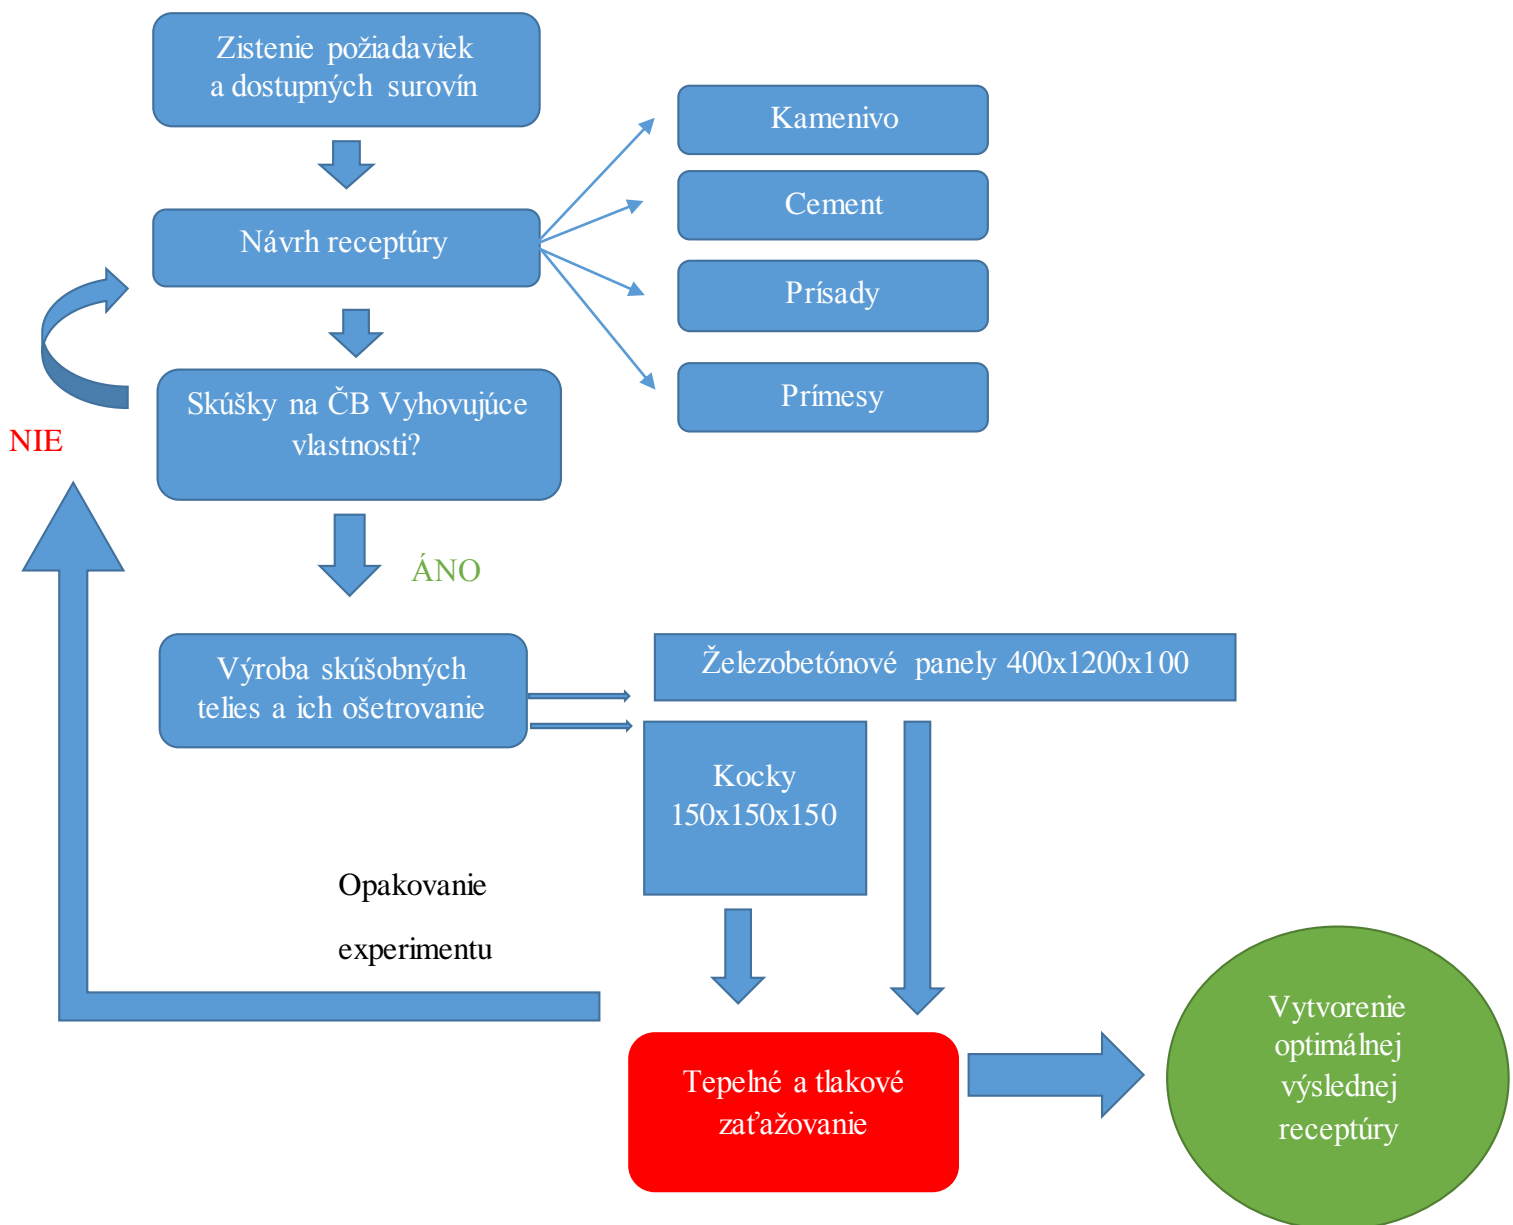 Zistenie požiadaviek
a dostupných surovín
Kamenivo
Cement
Návrh receptúry
Prísady
Prímesy
Skúšky na ČB Vyhovujúce
vlastnosti?
NIE
ÁNO
Výroba skúšobných
telies a ich ošetrovanie
Železobetónové panely 400x1200x100
Kocky
150x150x150
Opakovanie
experimentu
Tepelné a tlakové
zaťažovanie
Vytvorenie
optimálnej
výslednej
receptúry